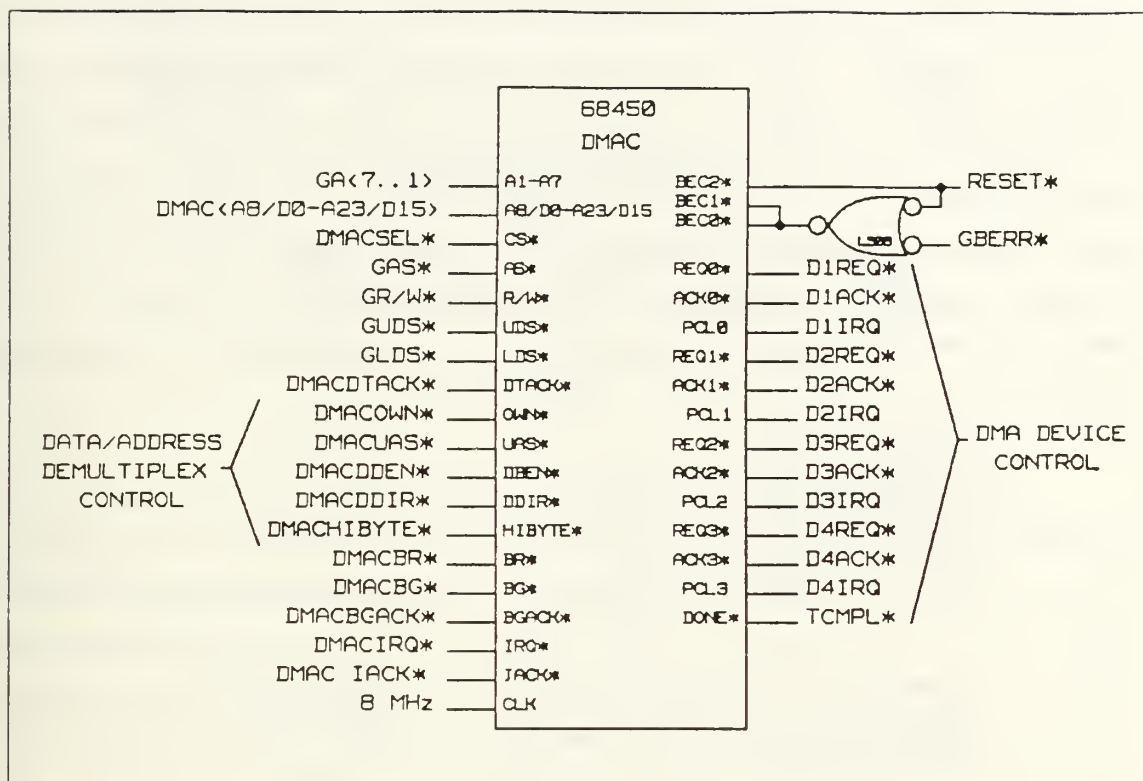 68450
DMAC
GA<7..1> A1-A7 BEC2* RESET*
BEC1*
DMAC<A8/D0-A23/D15> A8/D0-A23/D15 BEC0*
LS08 GBERR*
DMACSEL* CS*
GAS* AS* REQ0* D1REQ*
GR/W* R/W* ACK0* D1ACK*
GUDS* UDS* PCL0 D1IRQ
GLDS* LDS* REQ1* D2REQ*
DMACDTACK* DTACK* ACK1* D2ACK*
DMACOWN* OWN* PCL1 D2IRQ
DATA/ADDRESS
DEMULTIPLEX
CONTROL
DMACUAS* UAS* REQ2* D3REQ*
DMACDDEN* DBEN* ACK2* D3ACK*
DMACDDIR* DDIR* PCL2 D3IRQ
DMACHIBYTE* HIBYTE* REQ3* D4REQ*
DMA DEVICE
CONTROL
DMACBR* BR* ACK3* D4ACK*
DMACBG* BG* PCL3 D4IRQ
DMACBGACK* BGACK* DONE* TCMPL*
DMACIRQ* IRQ*
DMAC IACK* IACK*
8 MHz CLK